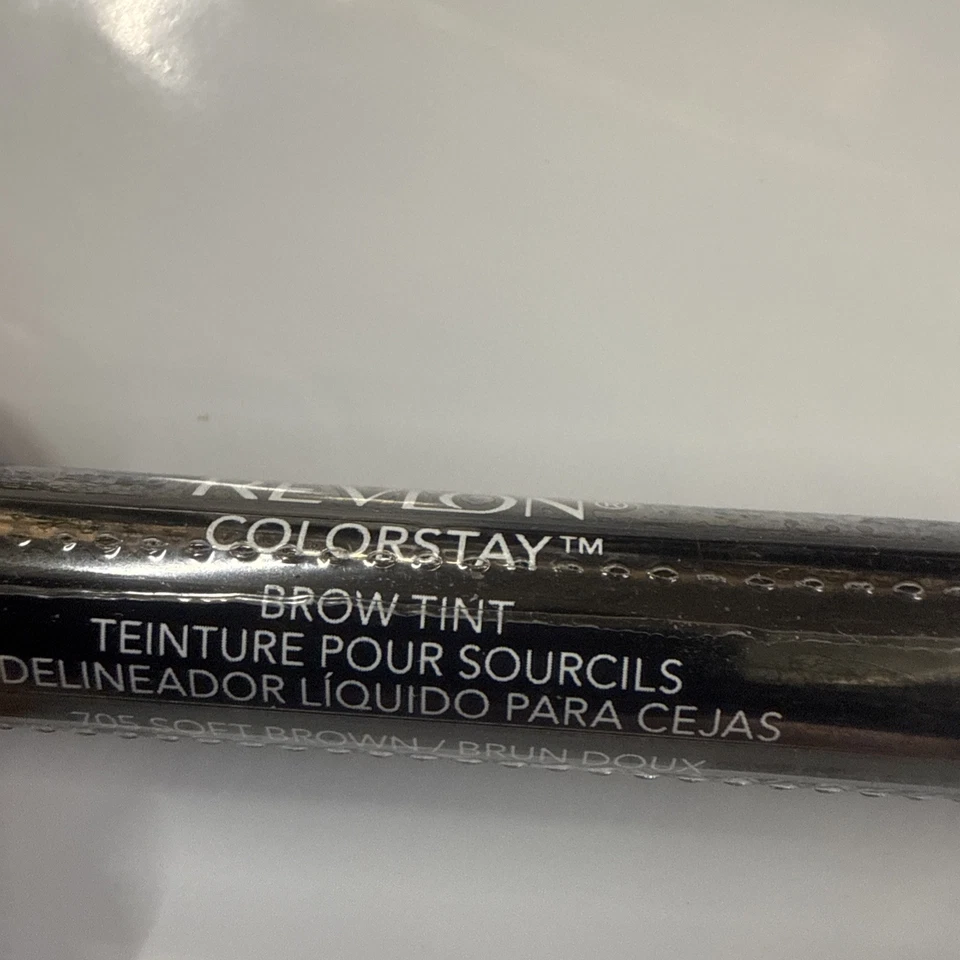 REVLON®
COLORSTAY™
BROW TINT
TEINTURE POUR SOURCILS
DELINEADOR LÍQUIDO PARA CEJAS
705 SOFT BROWN / BRUN DOUX